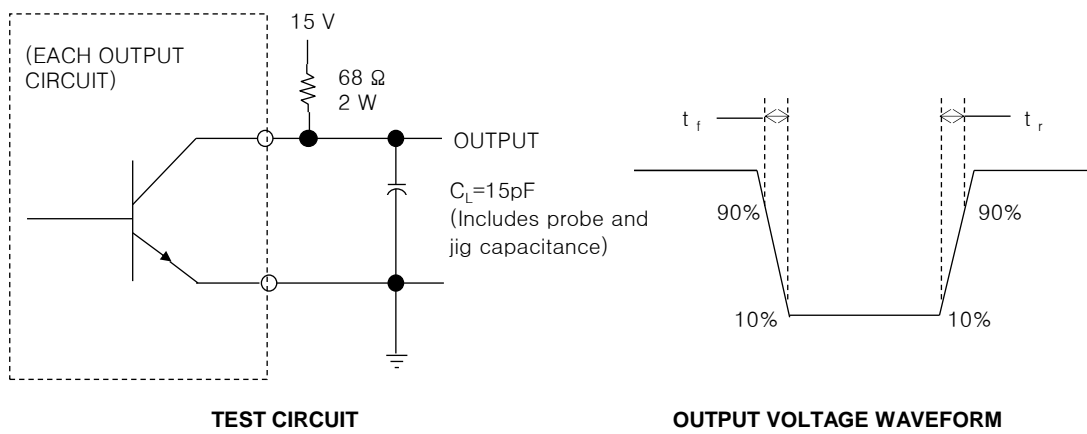 15 V
(EACH OUTPUT
CIRCUIT)
68 Ω
2 W
OUTPUT
C_L=15pF
(Includes probe and
jig capacitance)
t f
t r
90%
90%
10%
10%
TEST CIRCUIT
OUTPUT VOLTAGE WAVEFORM